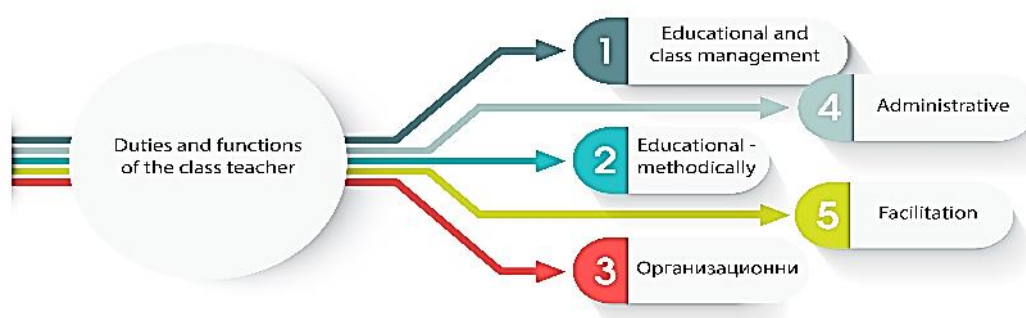 Duties and functions
of the class teacher
1
Educational and
class management
4
Administrative
2
Educational -
methodically
5
Facilitation
3
Организационни